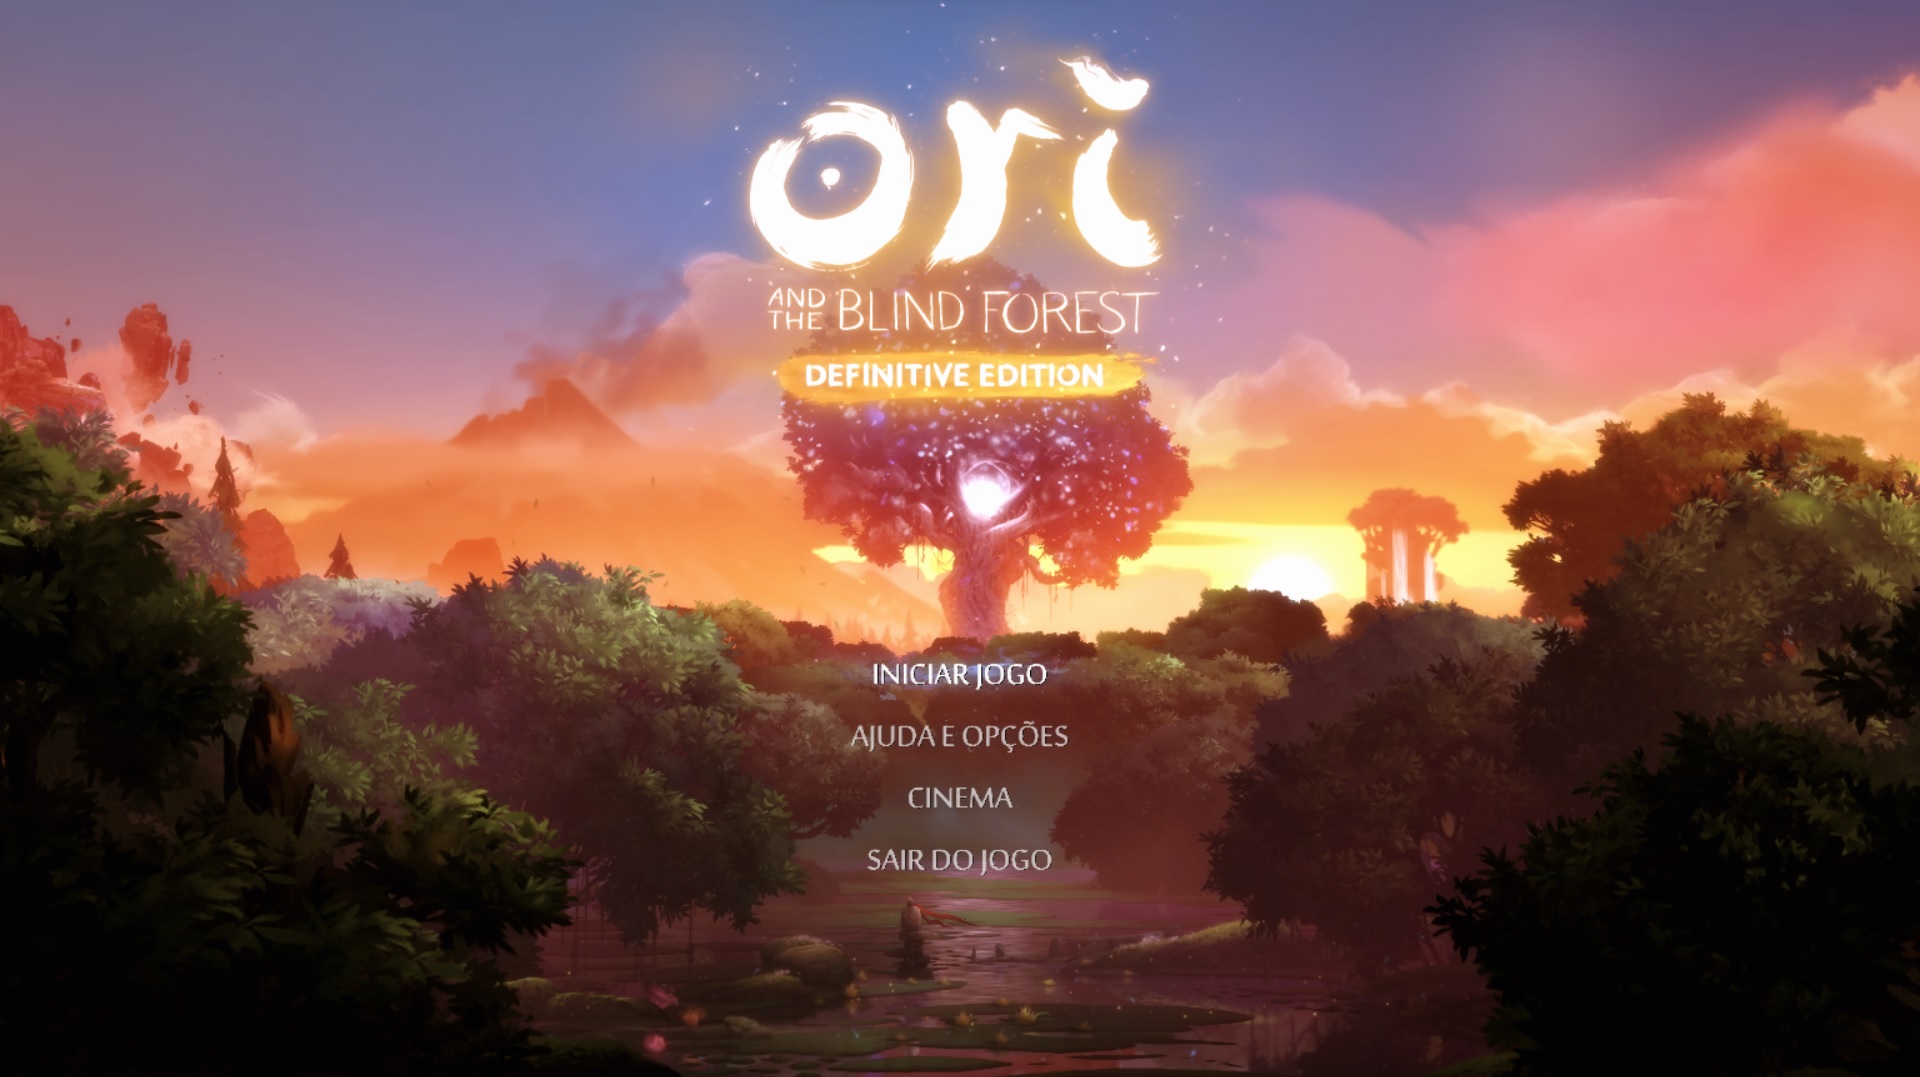 ori
AND THE BLIND FOREST
DEFINITIVE EDITION
INICIAR JOGO
AJUDA E OPÇÕES
CINEMA
SAIR DO JOGO